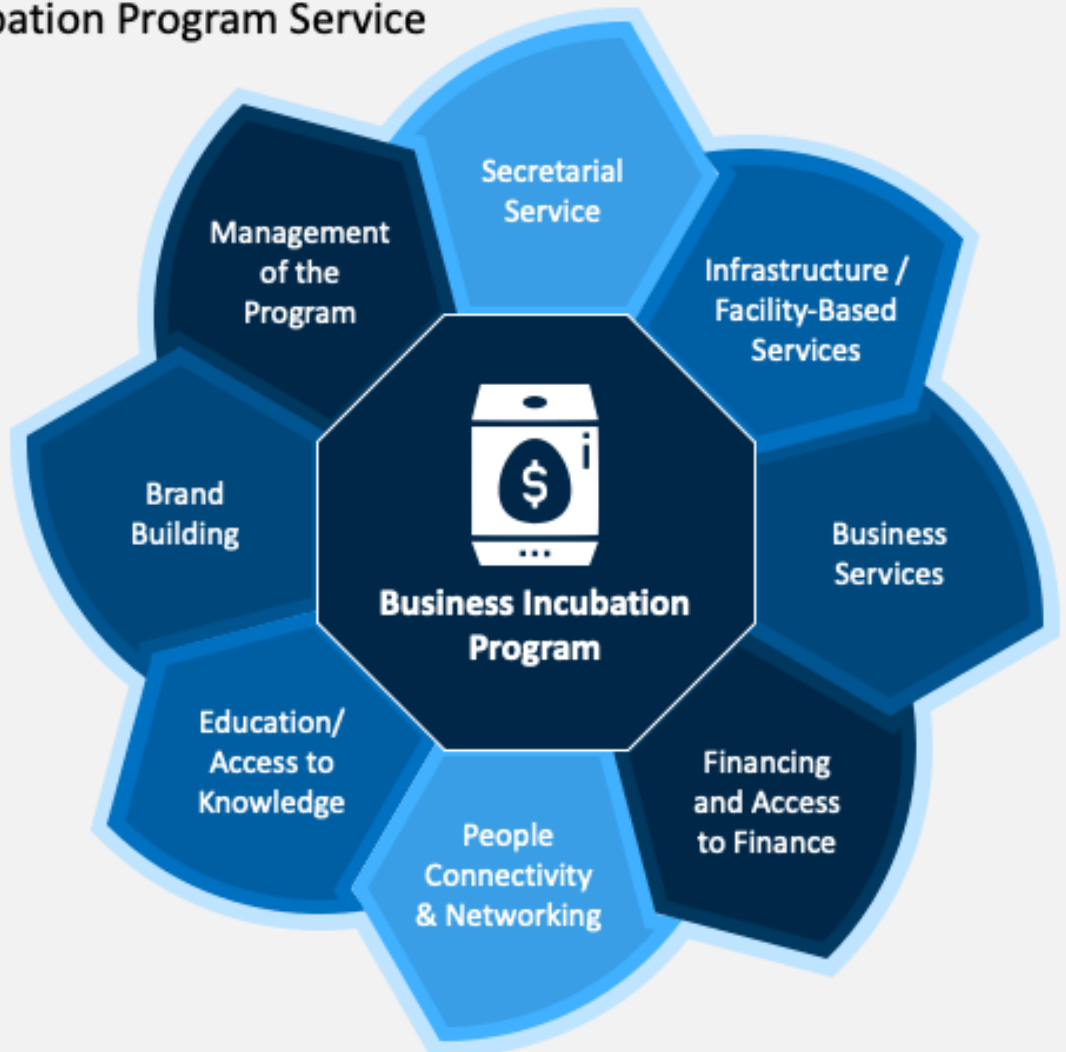 bation Program Service
Secretarial
Service
Infrastructure /
Facility-Based
Services
Business
Services
Financing
and Access
to Finance
People
Connectivity
& Networking
Education/
Access to
Knowledge
Brand
Building
Management
of the
Program
$
i
Business Incubation
Program